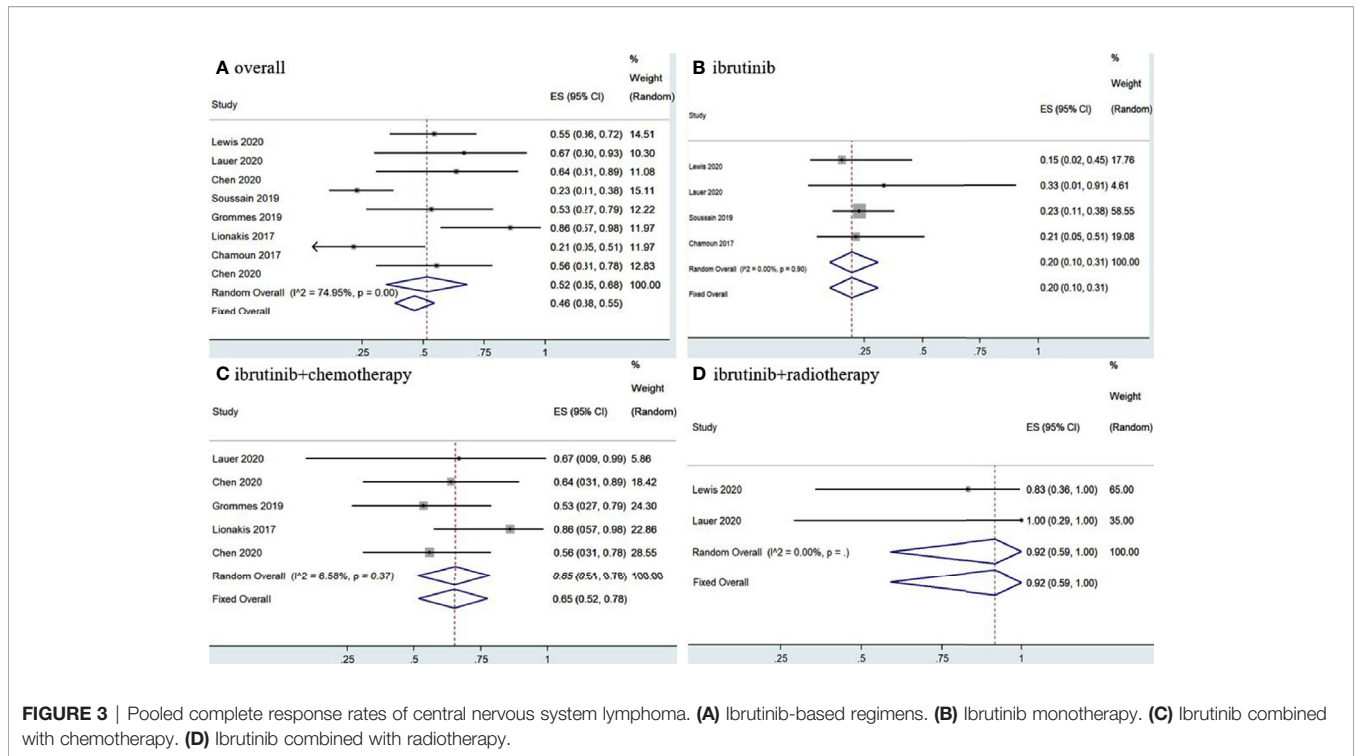 A overall
%
Weight
Study ES (95% CI) (Random)
Lewis 2020 0.55 (0.36, 0.72) 14.51
Lauer 2020 0.67 (0.30, 0.93) 10.30
Chen 2020 0.64 (0.31, 0.89) 11.08
Soussain 2019 0.23 (0.11, 0.38) 15.11
Grommes 2019 0.53 (0.27, 0.79) 12.22
Lionakis 2017 0.86 (0.57, 0.98) 11.97
Chamoun 2017 0.21 (0.05, 0.51) 11.97
Chen 2020 0.56 (0.31, 0.78) 12.83
Random Overall (I^2 = 74.95%, p = 0.00) 0.52 (0.35, 0.68) 100.00
Fixed Overall 0.46 (0.38, 0.55)
.25 .5 .75 1
B ibrutinib
%
Weight
ES (95% CI) (Random)
Study
Lewis 2020 0.15 (0.02, 0.45) 17.76
Lauer 2020 0.33 (0.01, 0.91) 4.61
Soussain 2019 0.23 (0.11, 0.38) 58.55
Chamoun 2017 0.21 (0.05, 0.51) 19.08
Random Overall (I^2 = 0.00%, p = 0.90) 0.20 (0.10, 0.31) 100.00
Fixed Overall 0.20 (0.10, 0.31)
.25 .5 .75 1
C ibrutinib+chemotherapy
%
Weight
Study ES (95% CI) (Random)
Lauer 2020 0.67 (009, 0.99) 5.86
Chen 2020 0.64 (031, 0.89) 18.42
Grommes 2019 0.53 (027, 0.79) 24.30
Lionakis 2017 0.86 (057, 0.98) 22.86
Chen 2020 0.56 (031, 0.78) 28.55
Random Overall (I^2 = 6.58%, p = 0.37) 100.00
Fixed Overall 0.65 (0.52, 0.78)
.25 .5 .75 1
D ibrutinib+radiotherapy
%
Weight
Study ES (95% CI) (Random)
Lewis 2020 0.83 (0.36, 1.00) 65.00
Lauer 2020 1.00 (0.29, 1.00) 35.00
Random Overall (I^2 = 0.00%, p = .) 0.92 (0.59, 1.00) 100.00
Fixed Overall 0.92 (0.59, 1.00)
.25 .5 .75 1
FIGURE 3 | Pooled complete response rates of central nervous system lymphoma. (A) Ibrutinib-based regimens. (B) Ibrutinib monotherapy. (C) Ibrutinib combined
with chemotherapy. (D) Ibrutinib combined with radiotherapy.